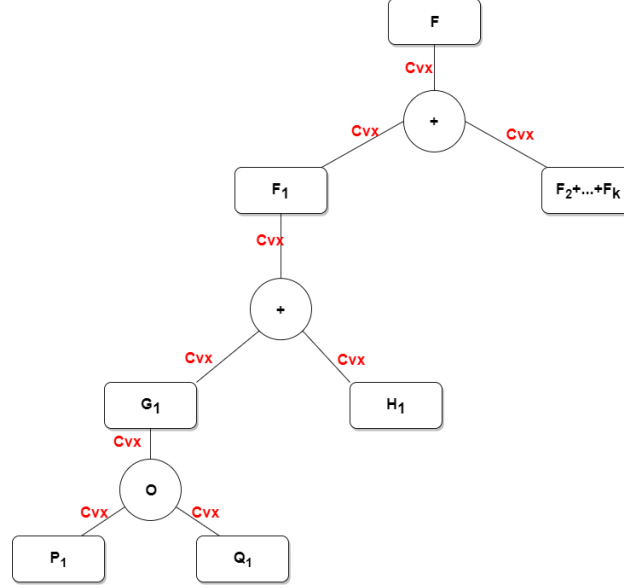 F
Cvx
+
Cvx Cvx
F₁ F₂+...+Fₖ
Cvx
+
Cvx Cvx
G₁ H₁
Cvx
O
Cvx Cvx
P₁ Q₁